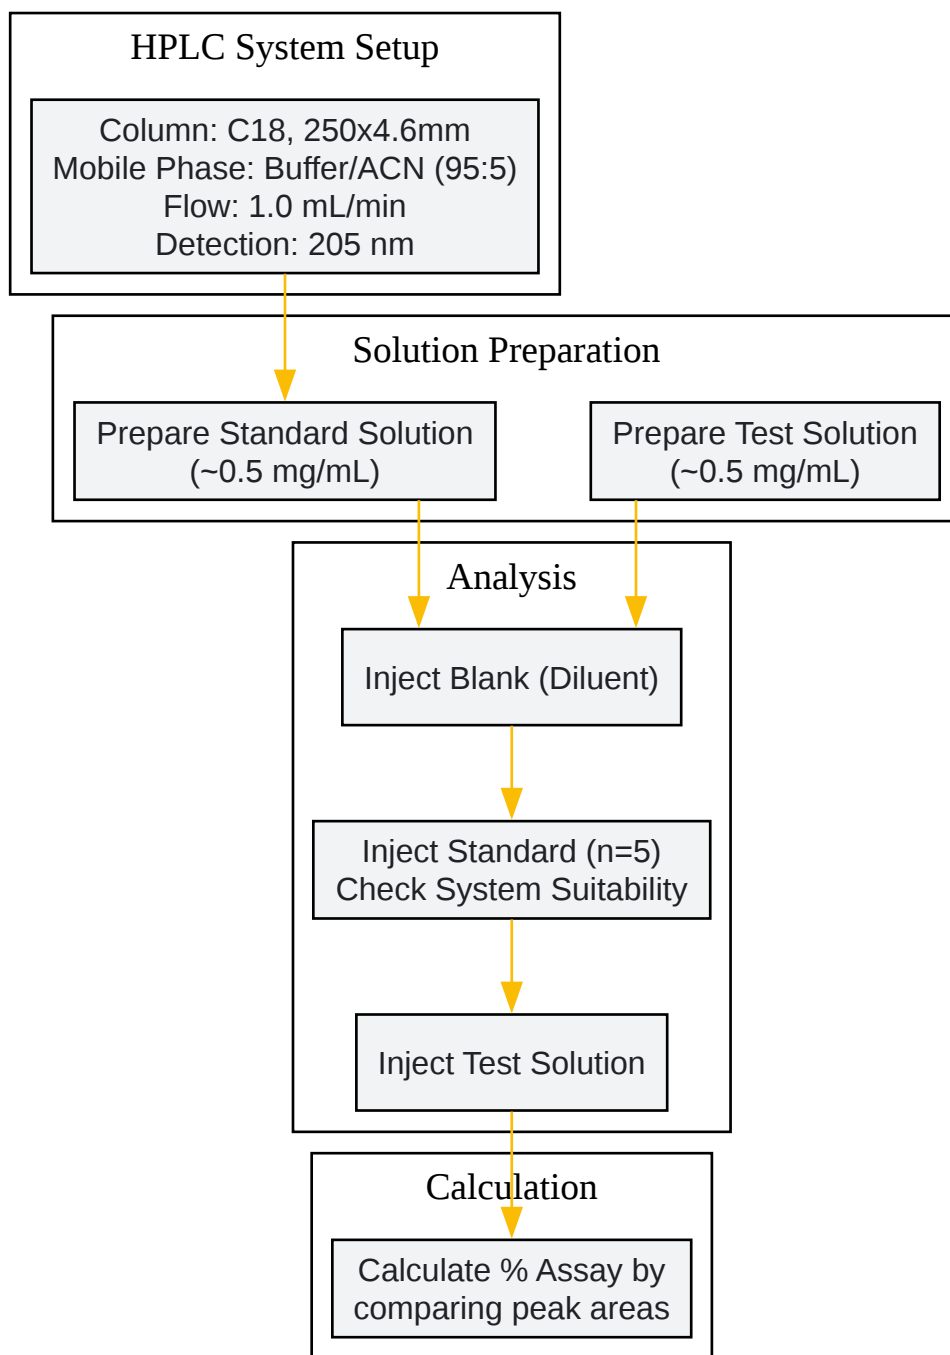 HPLC System Setup
Column: C18, 250x4.6mm
Mobile Phase: Buffer/ACN (95:5)
Flow: 1.0 mL/min
Detection: 205 nm
Solution Preparation
Prepare Standard Solution
(~0.5 mg/mL)
Prepare Test Solution
(~0.5 mg/mL)
Analysis
Inject Blank (Diluent)
Inject Standard (n=5)
Check System Suitability
Inject Test Solution
Calculation
Calculate % Assay by
comparing peak areas